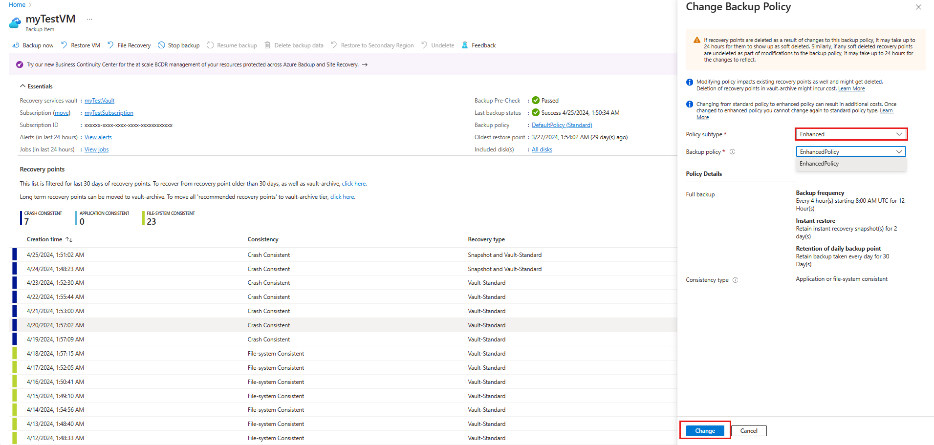 Home >
myTestVM ...
Backup Item
Backup now Restore VM File Recovery Stop backup Resume backup Delete backup data Restore to Secondary Region Undelete Feedback
Try our new Business Continuity Center for the at scale BCDR management of your resources protected across Azure Backup and Site Recovery. →
Essentials
Recovery services vault : myTestVault
Subscription (move) : myTestSubscription
Subscription ID : xxxxxx-xxxx-xxxx-xxxx-xxxxxxxxxxxx
Alerts (in last 24 hours) : View alerts
Jobs (in last 24 hours) : View jobs
Backup Pre-Check : Passed
Last backup status : Success 4/25/2024, 1:50:34 AM
Backup policy : DefaultPolicy (Standard)
Oldest restore point : 3/27/2024, 1:54:02 AM (29 day(s) ago)
Included disk(s) : All disks
Recovery points
This list is filtered for last 30 days of recovery points. To recover from recovery point older than 30 days, as well as vault-archive, click here.
Long term recovery points can be moved to vault-archive. To move all 'recommended recovery points' to vault-archive tier, click here.
CRASH CONSISTENT
7
APPLICATION CONSISTENT
0
FILE-SYSTEM CONSISTENT
23
Creation time ↑↓ Consistency Recovery type
4/25/2024, 1:51:02 AM Crash Consistent Snapshot and Vault-Standard
4/24/2024, 1:48:23 AM Crash Consistent Snapshot and Vault-Standard
4/23/2024, 1:52:30 AM Crash Consistent Vault-Standard
4/22/2024, 1:55:44 AM Crash Consistent Vault-Standard
4/21/2024, 1:53:00 AM Crash Consistent Vault-Standard
4/20/2024, 1:57:02 AM Crash Consistent Vault-Standard
4/19/2024, 1:57:09 AM Crash Consistent Vault-Standard
4/18/2024, 1:57:15 AM File-system Consistent Vault-Standard
4/17/2024, 1:52:05 AM File-system Consistent Vault-Standard
4/16/2024, 1:50:41 AM File-system Consistent Vault-Standard
4/15/2024, 1:49:10 AM File-system Consistent Vault-Standard
4/14/2024, 1:54:56 AM File-system Consistent Vault-Standard
4/13/2024, 1:48:40 AM File-system Consistent Vault-Standard
4/12/2024, 1:48:33 AM File-system Consistent Vault-Standard
Change Backup Policy
If recovery points are deleted as a result of changes to this backup policy, it may take up to
24 hours for them to show up as soft deleted. Similarly, if any soft deleted recovery points
are undeleted as part of modifications to the backup policy, it may take up to 24 hours for
the changes to reflect.
Modifying policy impacts existing recovery points as well and might get deleted.
Deletion of recovery points in vault-archive might incur cost. Learn More
Changing from standard policy to enhanced policy can result in additional costs. Once
changed to enhanced policy you cannot change again to standard policy type. Learn
More
Policy subtype * Enhanced
Backup policy * EnhancedPolicy
EnhancedPolicy
Policy Details
Full backup
Backup frequency
Every 4 hour(s) starting 8:00 AM UTC for 12
Hour(s)
Instant restore
Retain instant recovery snapshot(s) for 2
day(s)
Retention of daily backup point
Retain backup taken every day for 30
Day(s)
Consistency type Application or file-system consistent
Change Cancel